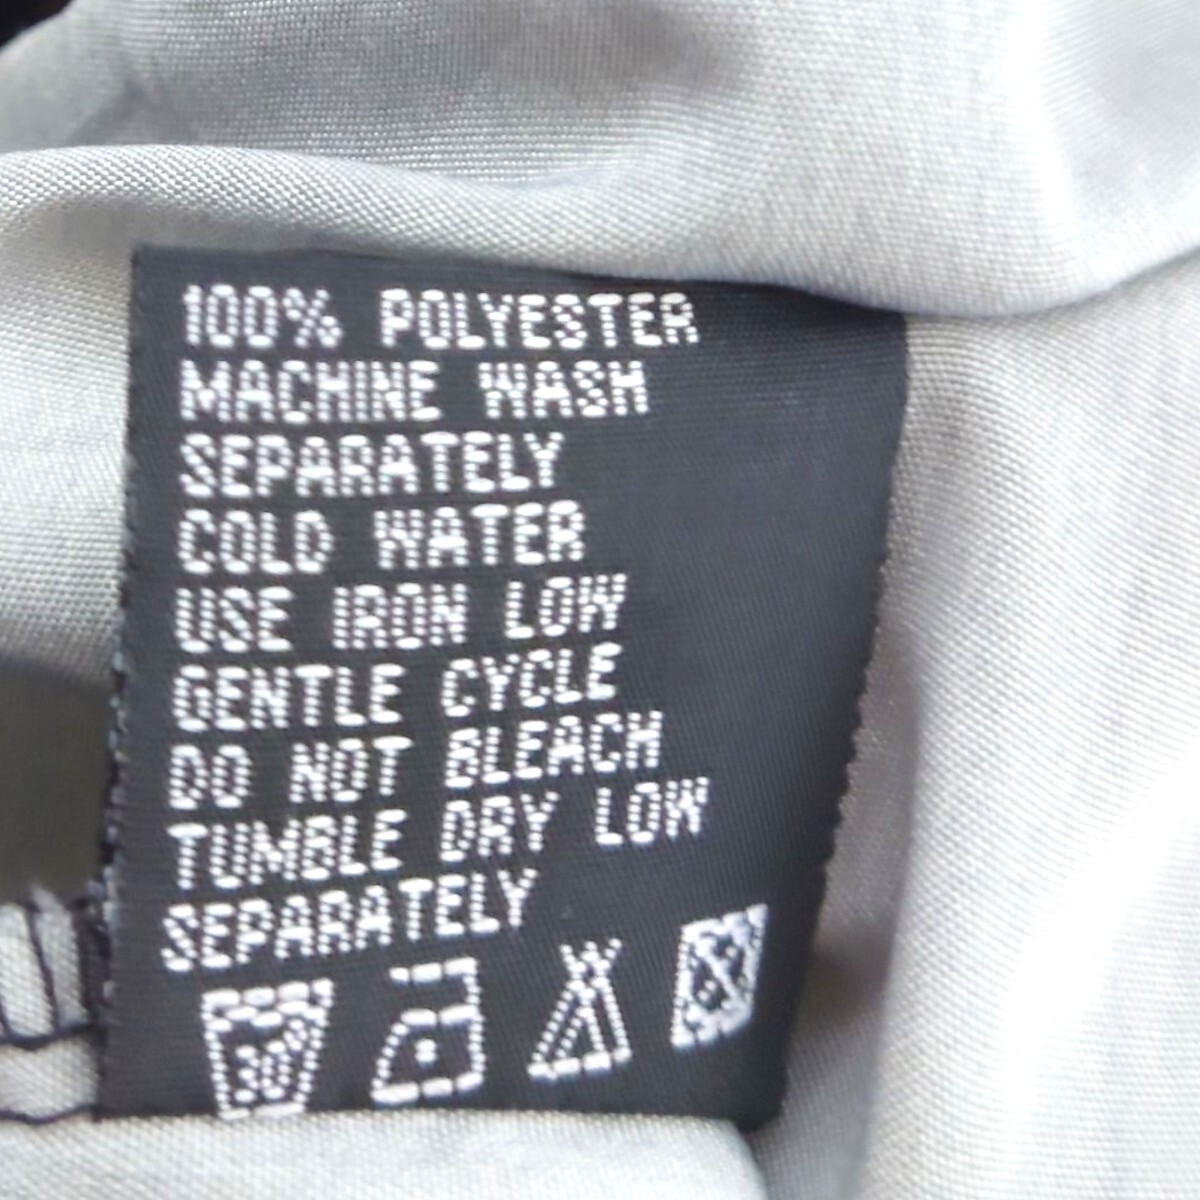 100% POLYESTER
MACHINE WASH
SEPARATELY
COLD WATER
USE IRON LOW
GENTLE CYCLE
DO NOT BLEACH
TUMBLE DRY LOW
SEPARATELY
30°